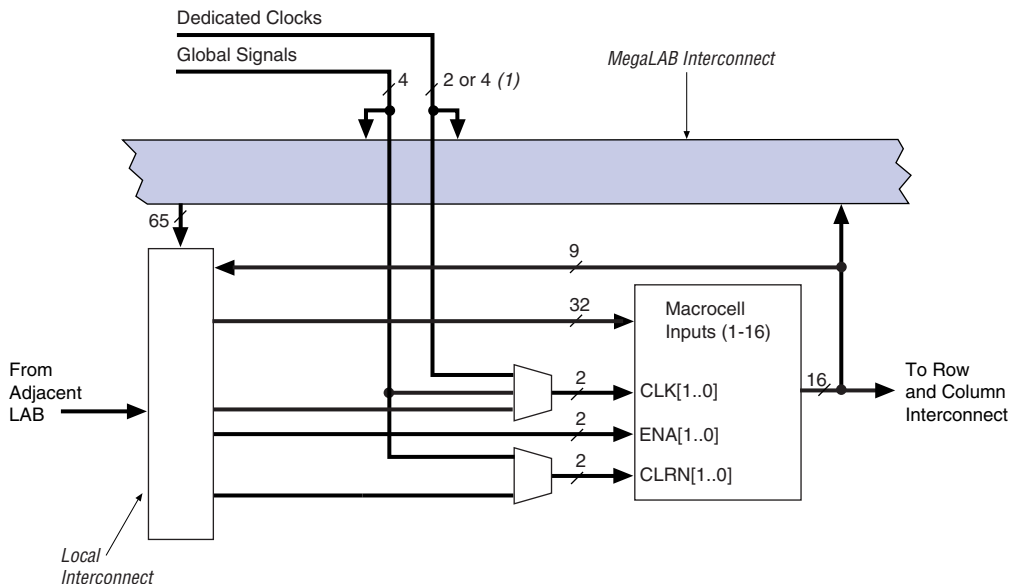 Dedicated Clocks
Global Signals
4
2 or 4 (1)
MegaLAB Interconnect
65
9
32
Macrocell
Inputs (1-16)
From
Adjacent
LAB
2
CLK[1..0]
16
To Row
and Column
Interconnect
2
ENA[1..0]
2
CLRN[1..0]
Local
Interconnect